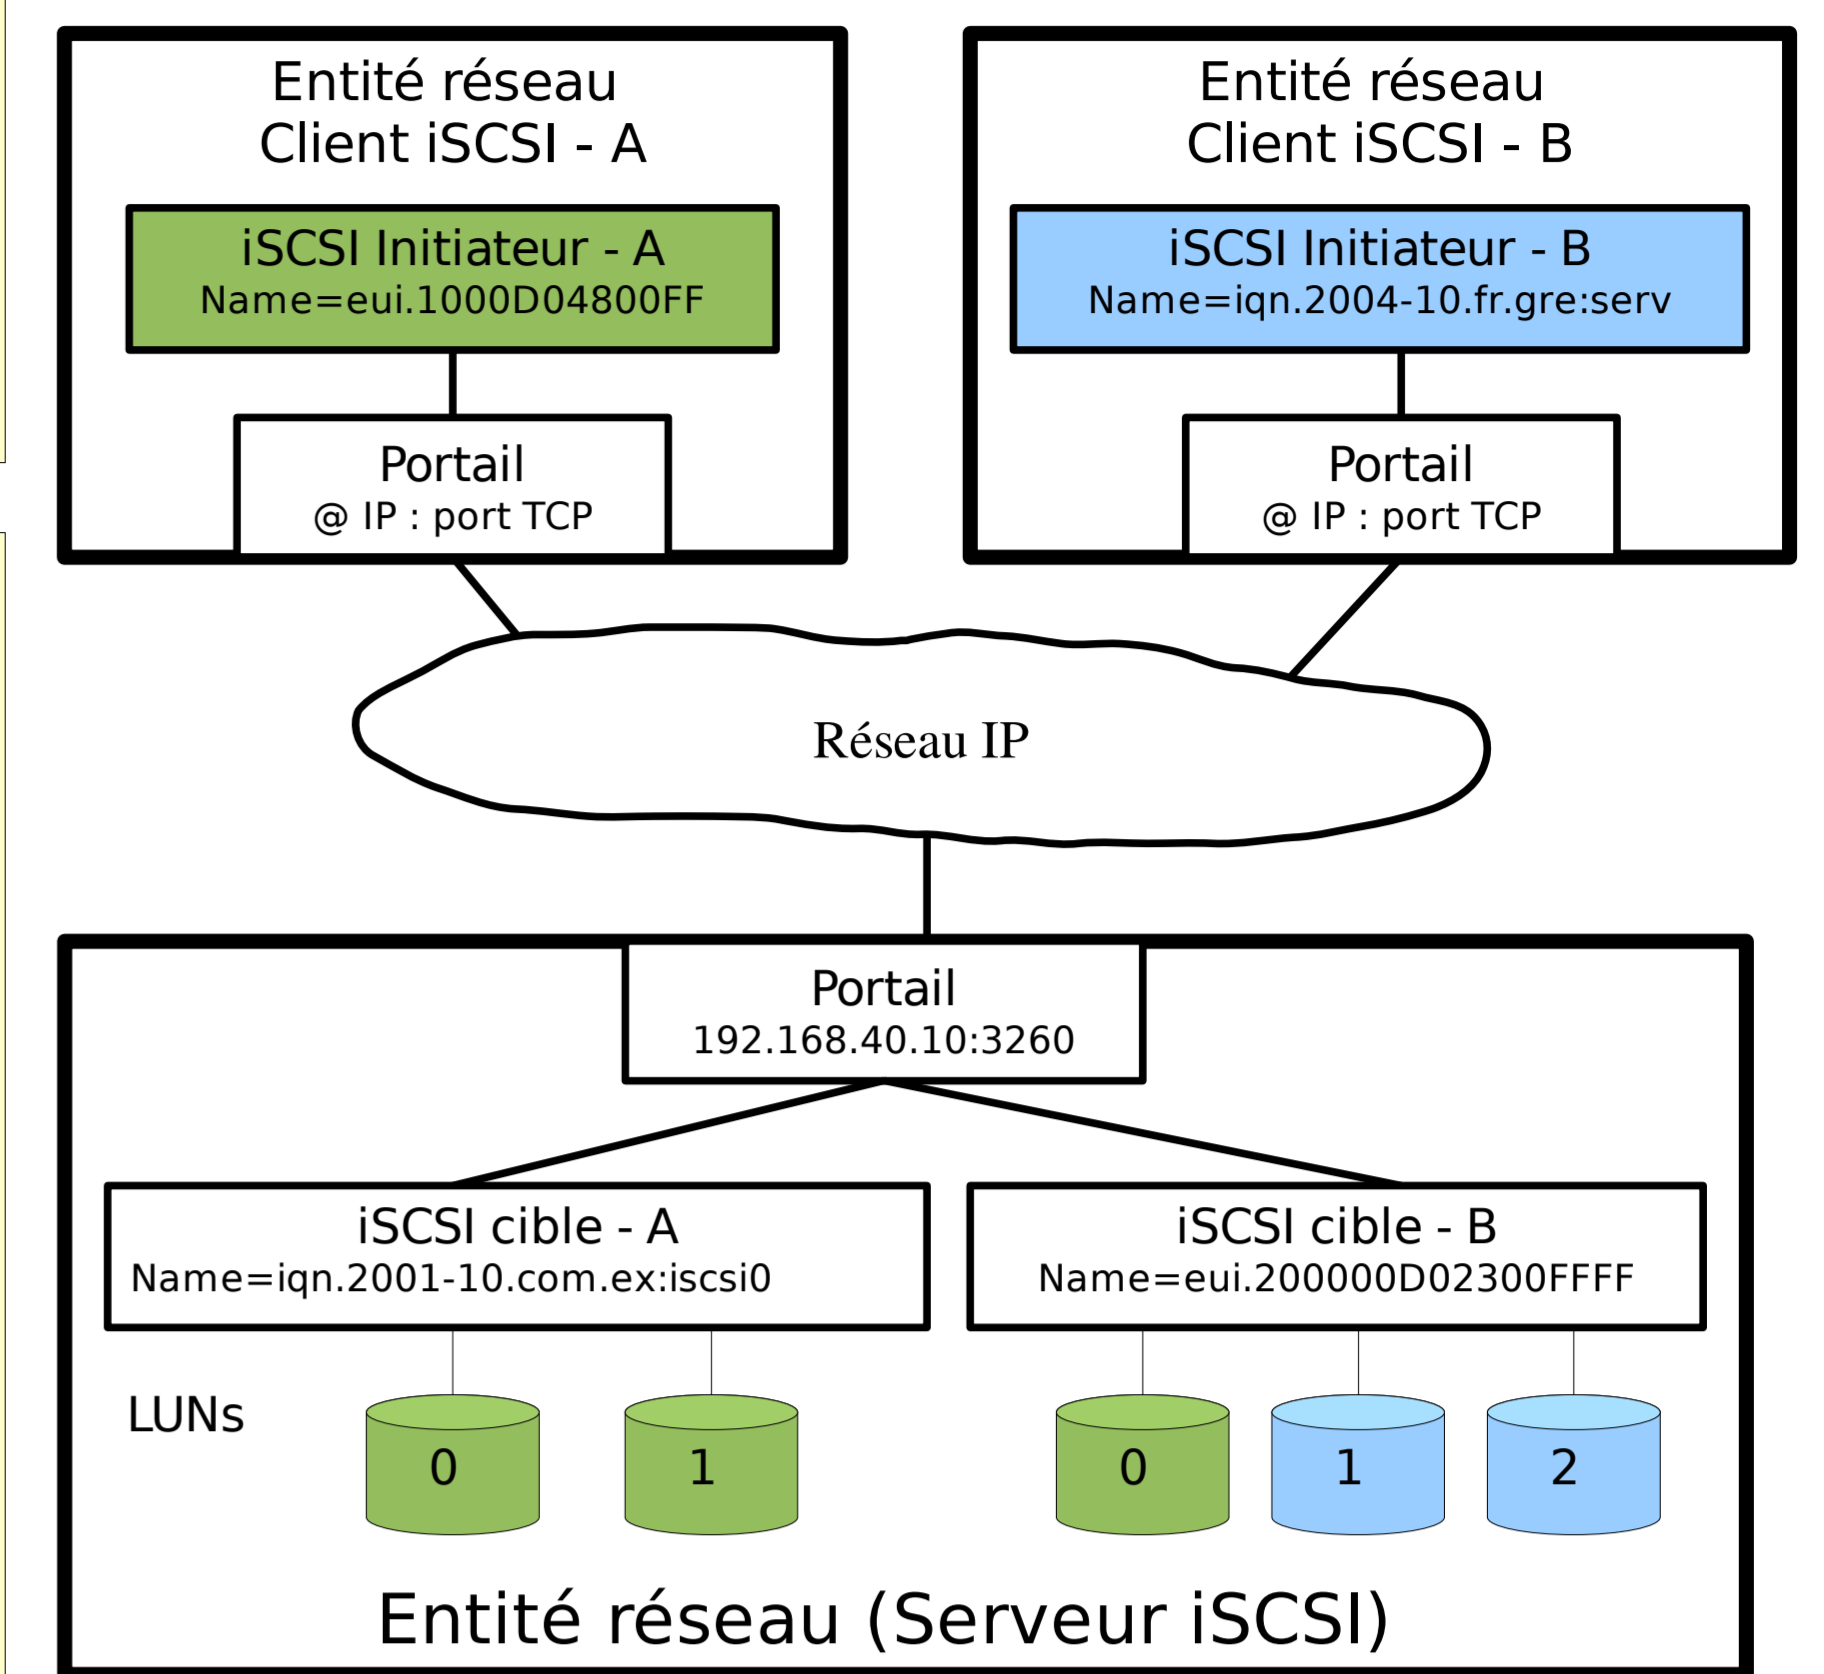 Entité réseau
Client iSCSI - A
iSCSI Initiateur - A
Name=eui.1000D04800FF
Portail
@ IP : port TCP
Entité réseau
Client iSCSI - B
iSCSI Initiateur - B
Name=iqn.2004-10.fr.gre:serv
Portail
@ IP : port TCP
Réseau IP
Portail
192.168.40.10:3260
iSCSI cible - A
Name=iqn.2001-10.com.ex:iscsi0
iSCSI cible - B
Name=eui.200000D02300FFFF
LUNs
0
1
0
1
2
Entité réseau (Serveur iSCSI)